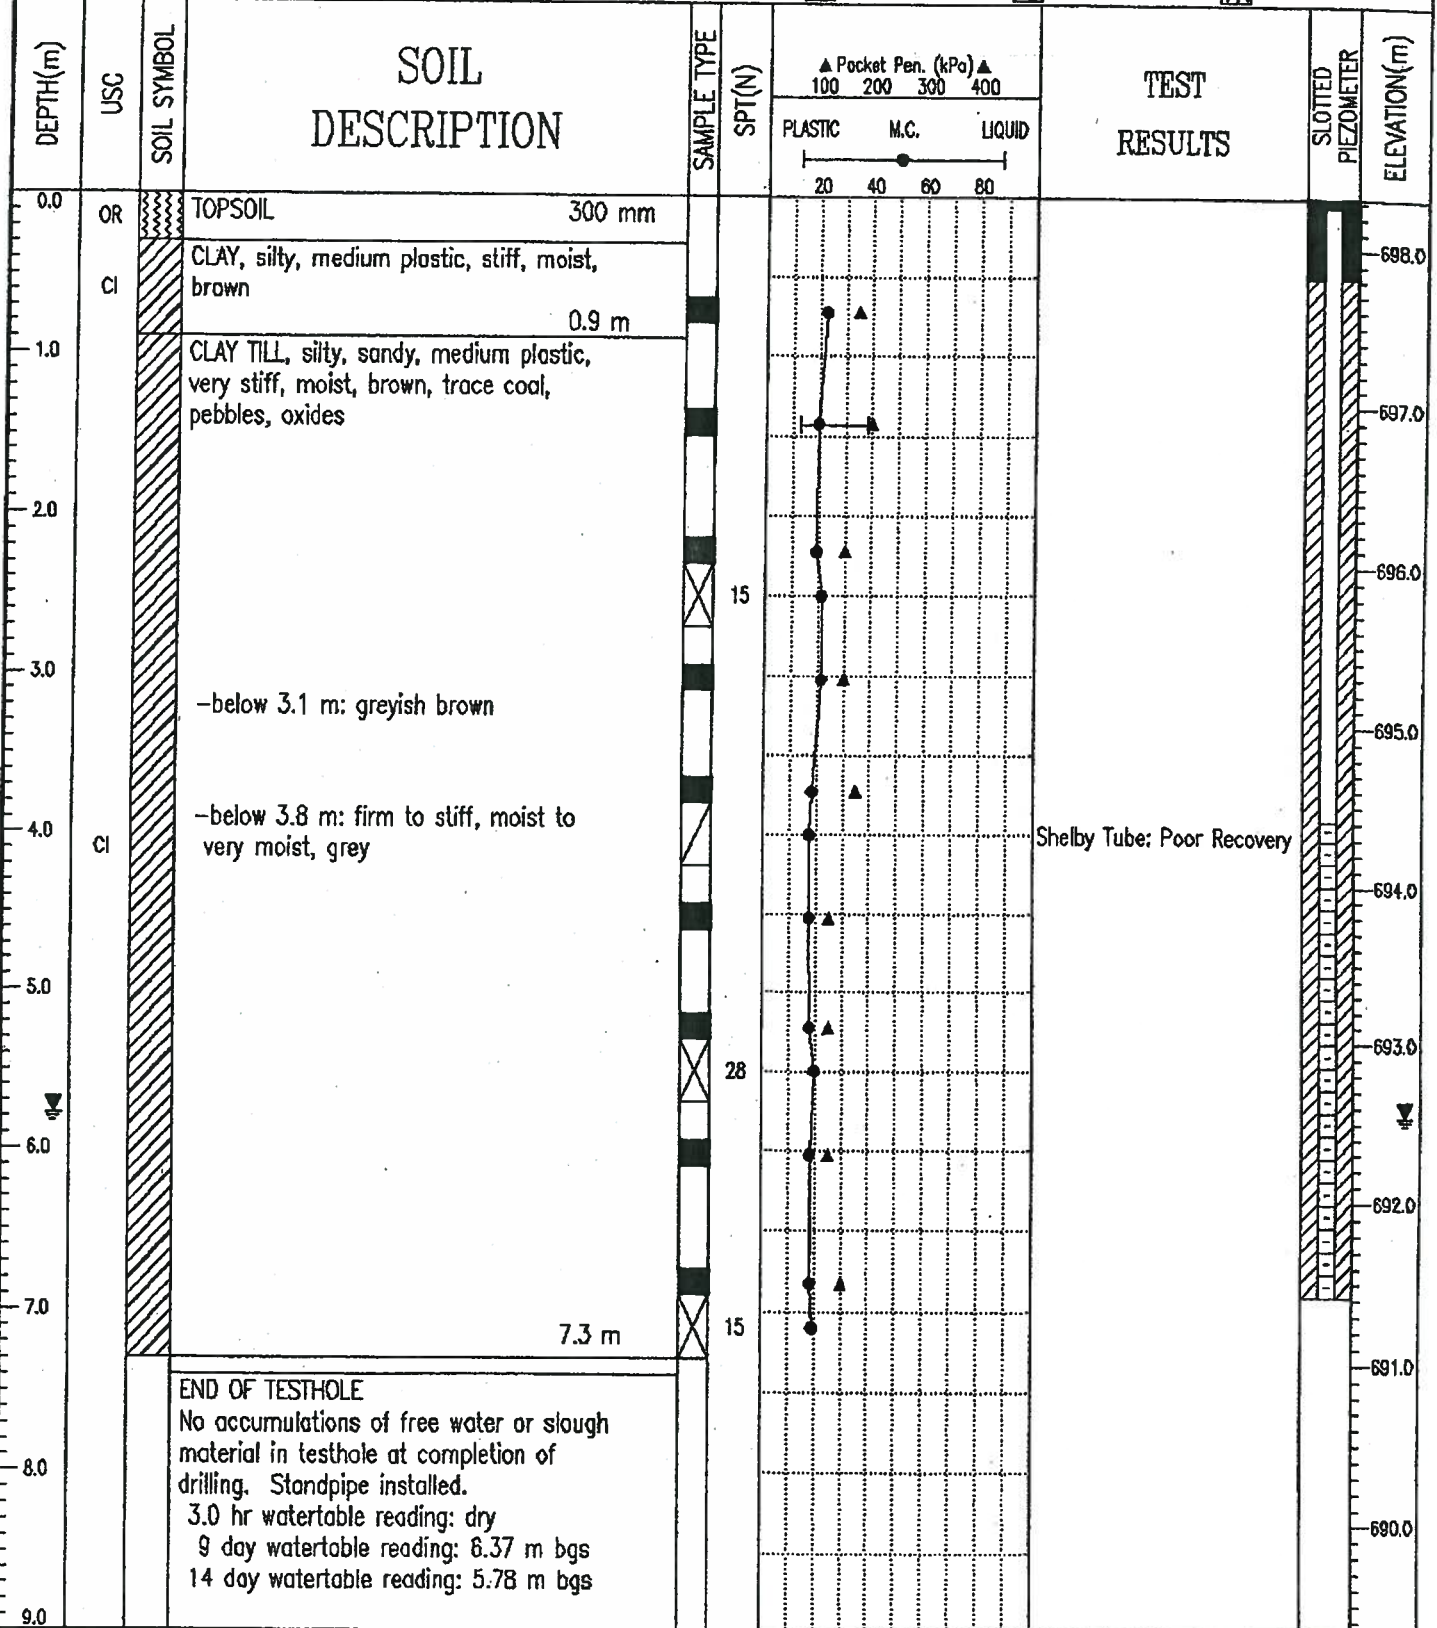 DEPTH(m)
USC
SOIL SYMBOL
SOIL
DESCRIPTION
SAMPLE TYPE
SPT(N)
▲ Pocket Pen. (kPa) ▲
100 200 300 400
PLASTIC M.C. LIQUID
20 40 60 80
TEST
RESULTS
SLOTTED
PIEZOMETER
ELEVATION(m)
0.0
OR
TOPSOIL 300 mm
CLAY, silty, medium plastic, stiff, moist,
698.0
CI
brown
0.9 m
1.0
CLAY TILL, silty, sandy, medium plastic,
very stiff, moist, brown, trace coal,
pebbles, oxides
697.0
2.0
696.0
15
3.0
-below 3.1 m: greyish brown
695.0
-below 3.8 m: firm to stiff, moist to
4.0
very moist, grey
CI
Shelby Tube: Poor Recovery
694.0
5.0
693.0
28
6.0
692.0
7.0
7.3 m
15
691.0
END OF TESTHOLE
No accumulations of free water or slough
material in testhole at completion of
8.0
drilling. Standpipe installed.
3.0 hr watertable reading: dry
690.0
9 day watertable reading: 6.37 m bgs
14 day watertable reading: 5.78 m bgs
9.0